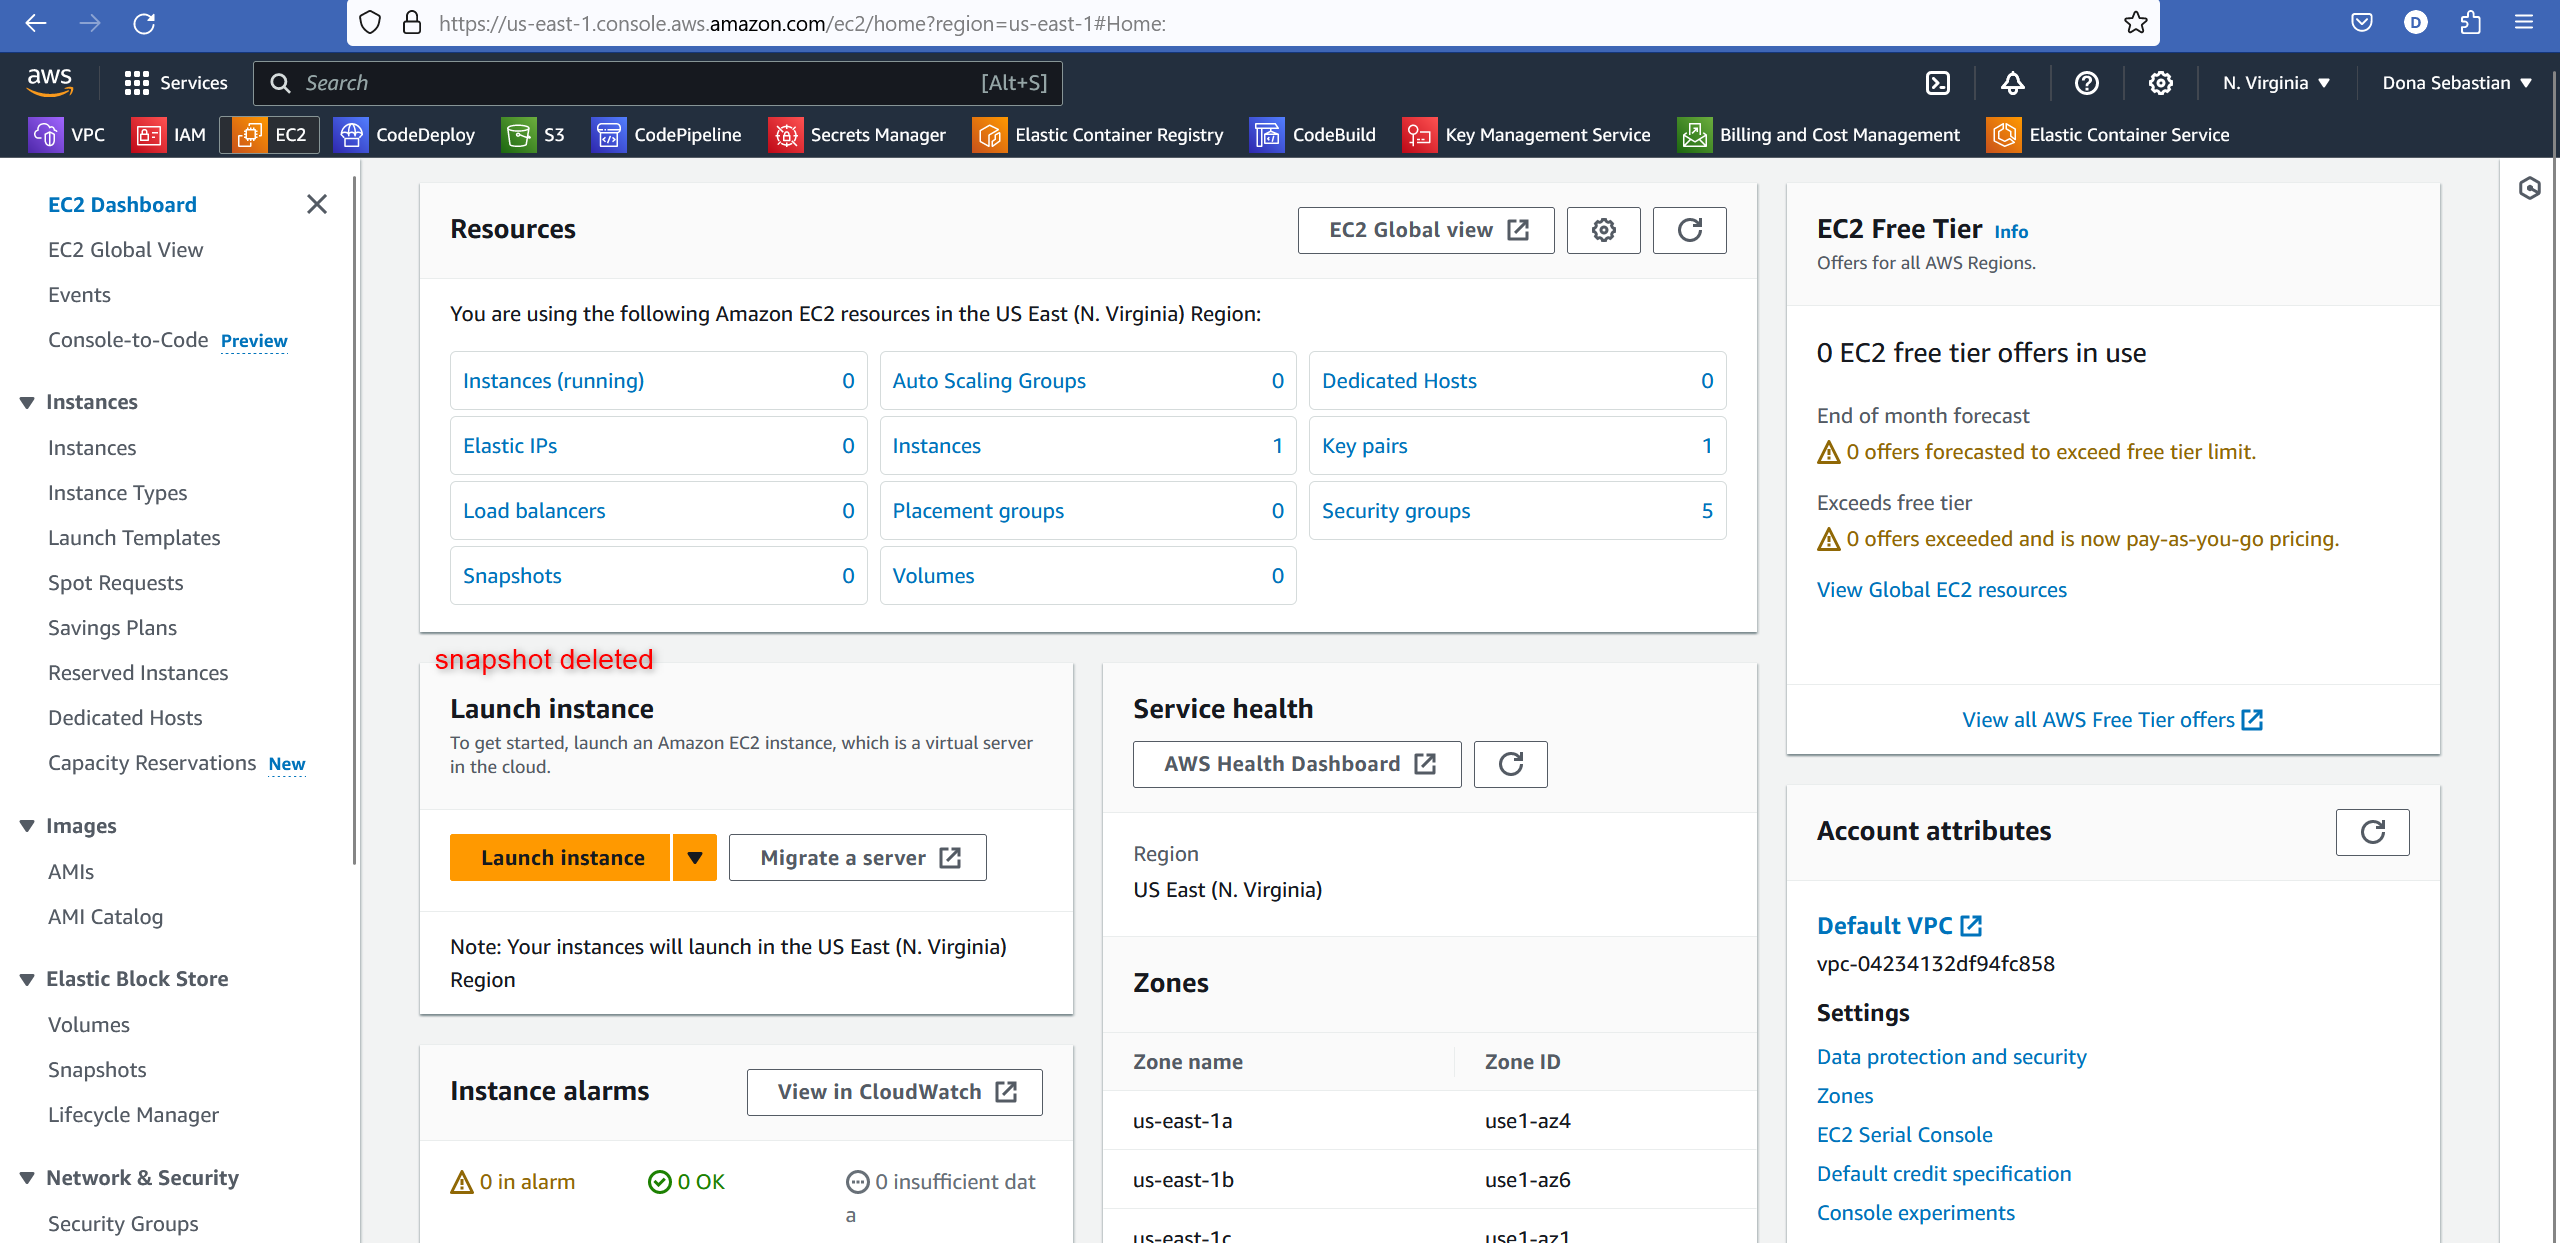 https://us-east-1.console.aws.amazon.com/ec2/home?region=us-east-1#Home:
D
aws
Services
Search
[Alt+S]
N. Virginia
Dona Sebastian
VPC
IAM
EC2
CodeDeploy
S3
CodePipeline
Secrets Manager
Elastic Container Registry
CodeBuild
Key Management Service
Billing and Cost Management
Elastic Container Service
EC2 Dashboard
EC2 Global View
Events
Console-to-Code Preview
Instances
Instances
Instance Types
Launch Templates
Spot Requests
Savings Plans
Reserved Instances
Dedicated Hosts
Capacity Reservations New
Images
AMIs
AMI Catalog
Elastic Block Store
Volumes
Snapshots
Lifecycle Manager
Network & Security
Security Groups
Resources
EC2 Global view
You are using the following Amazon EC2 resources in the US East (N. Virginia) Region:
Instances (running) 0
Auto Scaling Groups 0
Dedicated Hosts 0
Elastic IPs 0
Instances 1
Key pairs 1
Load balancers 0
Placement groups 0
Security groups 5
Snapshots 0
Volumes 0
snapshot deleted
Launch instance
To get started, launch an Amazon EC2 instance, which is a virtual server
in the cloud.
Launch instance
Migrate a server
Note: Your instances will launch in the US East (N. Virginia)
Region
Instance alarms
View in CloudWatch
0 in alarm
0 OK
0 insufficient dat
a
Service health
AWS Health Dashboard
Region
US East (N. Virginia)
Zones
Zone name
Zone ID
us-east-1a
use1-az4
us-east-1b
use1-az6
us-east-1c
use1-az1
EC2 Free Tier Info
Offers for all AWS Regions.
0 EC2 free tier offers in use
End of month forecast
0 offers forecasted to exceed free tier limit.
Exceeds free tier
0 offers exceeded and is now pay-as-you-go pricing.
View Global EC2 resources
View all AWS Free Tier offers
Account attributes
Default VPC
vpc-04234132df94fc858
Settings
Data protection and security
Zones
EC2 Serial Console
Default credit specification
Console experiments